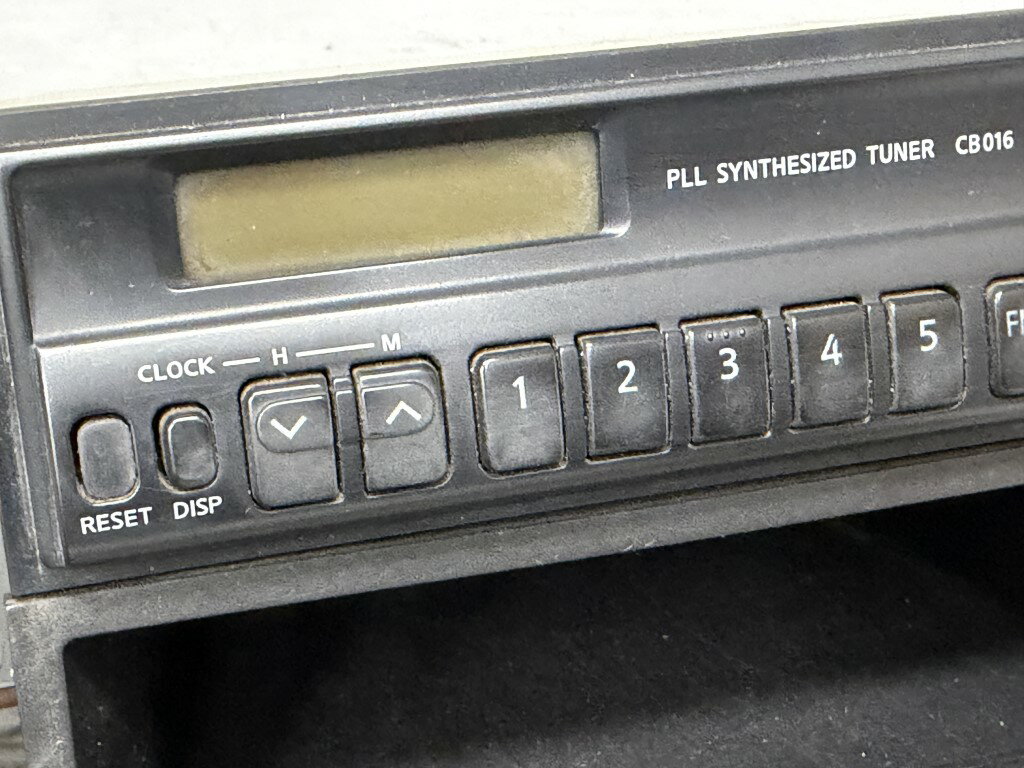 PLL SYNTHESIZED TUNER CB016
CLOCK H M
1 2 3 4 5
RESET DISP